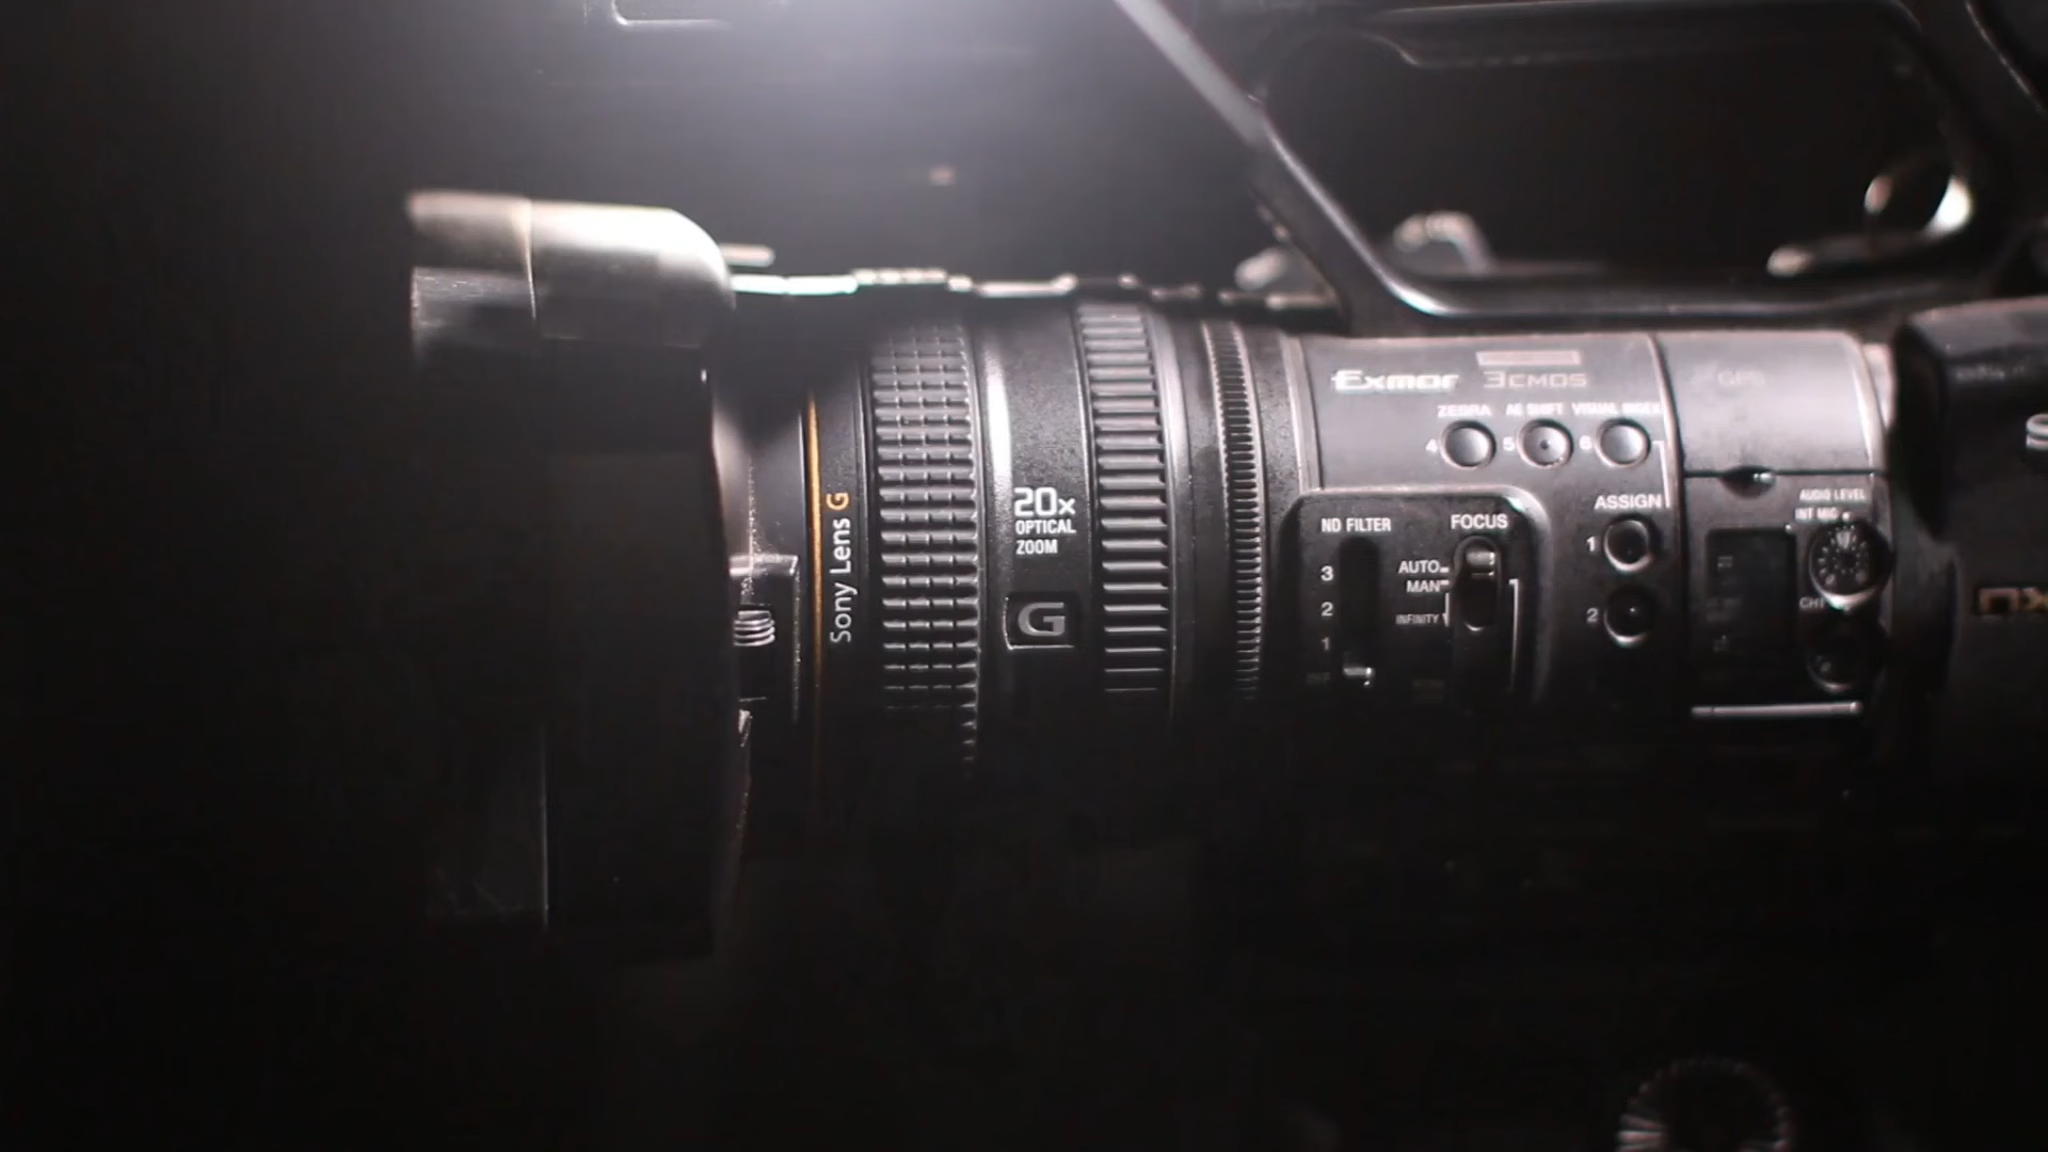 Exmor 3CMOS
GPS
ZEBRA AE SHIFT VISUAL INDEX
4 5 6
ASSIGN
1
2
AUDIO LEVEL
INT MIC
CH1
ND FILTER
3
2
1
FOCUS
AUTO
MAN
INFINITY
20x
OPTICAL
ZOOM
G
Sony Lens G